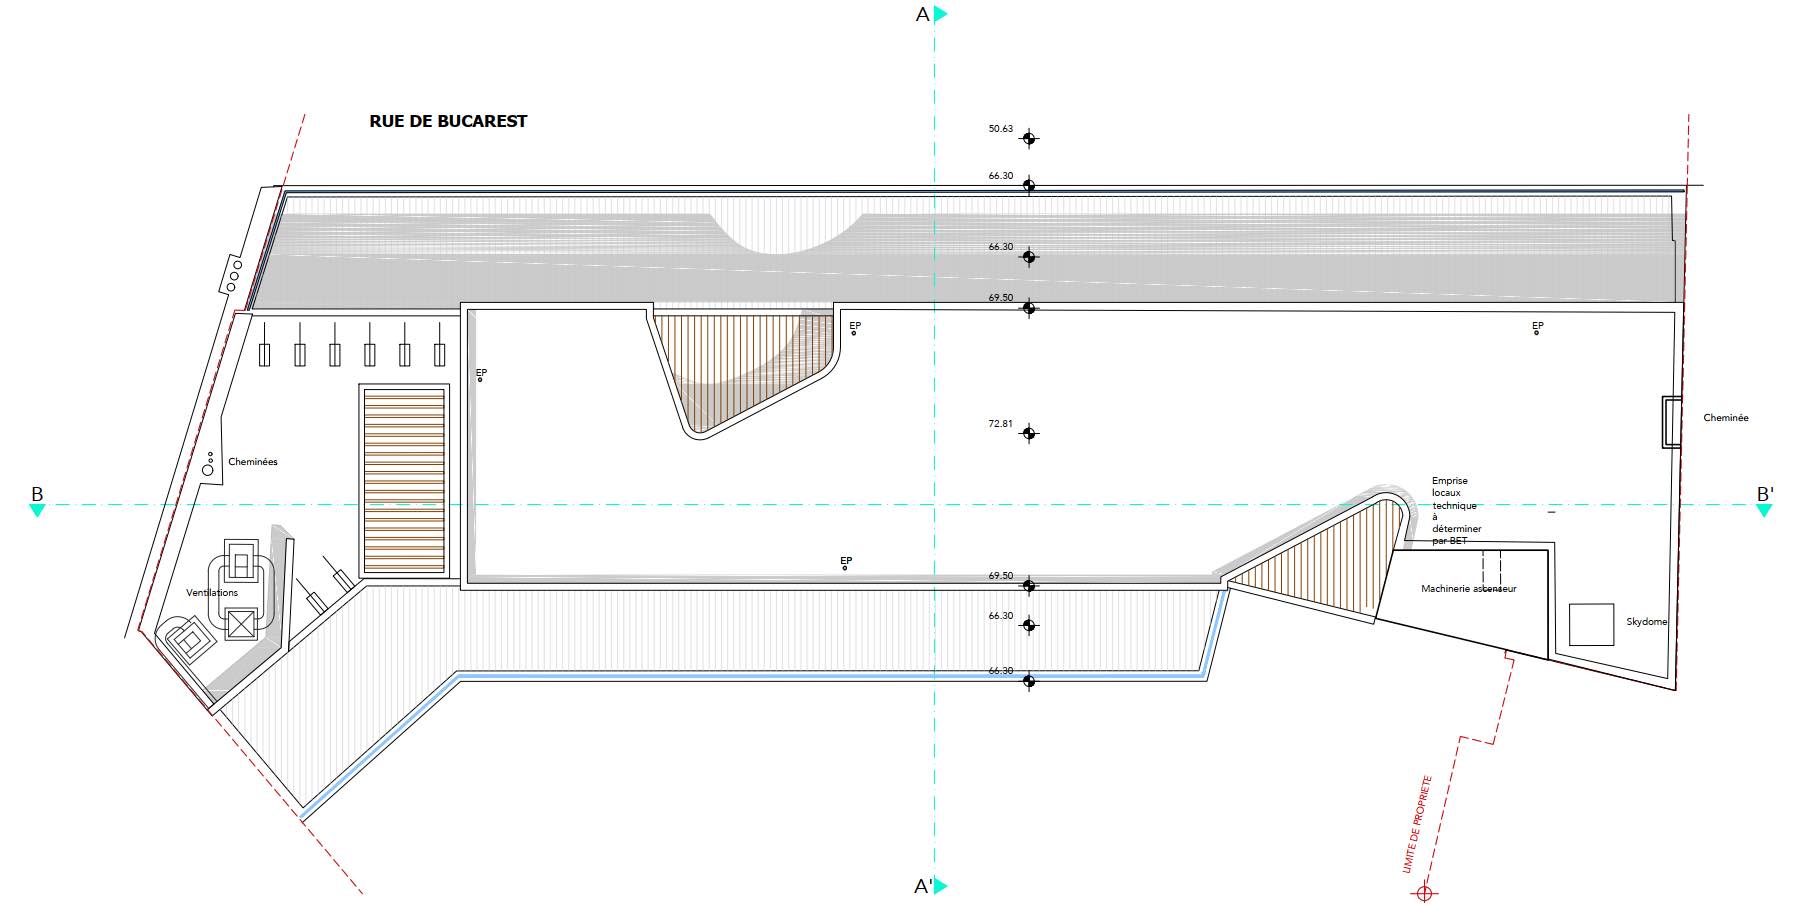 A
RUE DE BUCAREST
50.63
66.30
66.30
69.50
EP
EP
EP
72.81
Cheminée
Cheminées
Emprise
locaux
technique
à
déterminer
par BET
B
B'
EP
69.50
Ventilations
Machinerie ascenseur
66.30
Skydome
66.30
LIMITE DE PROPRIETE
A'